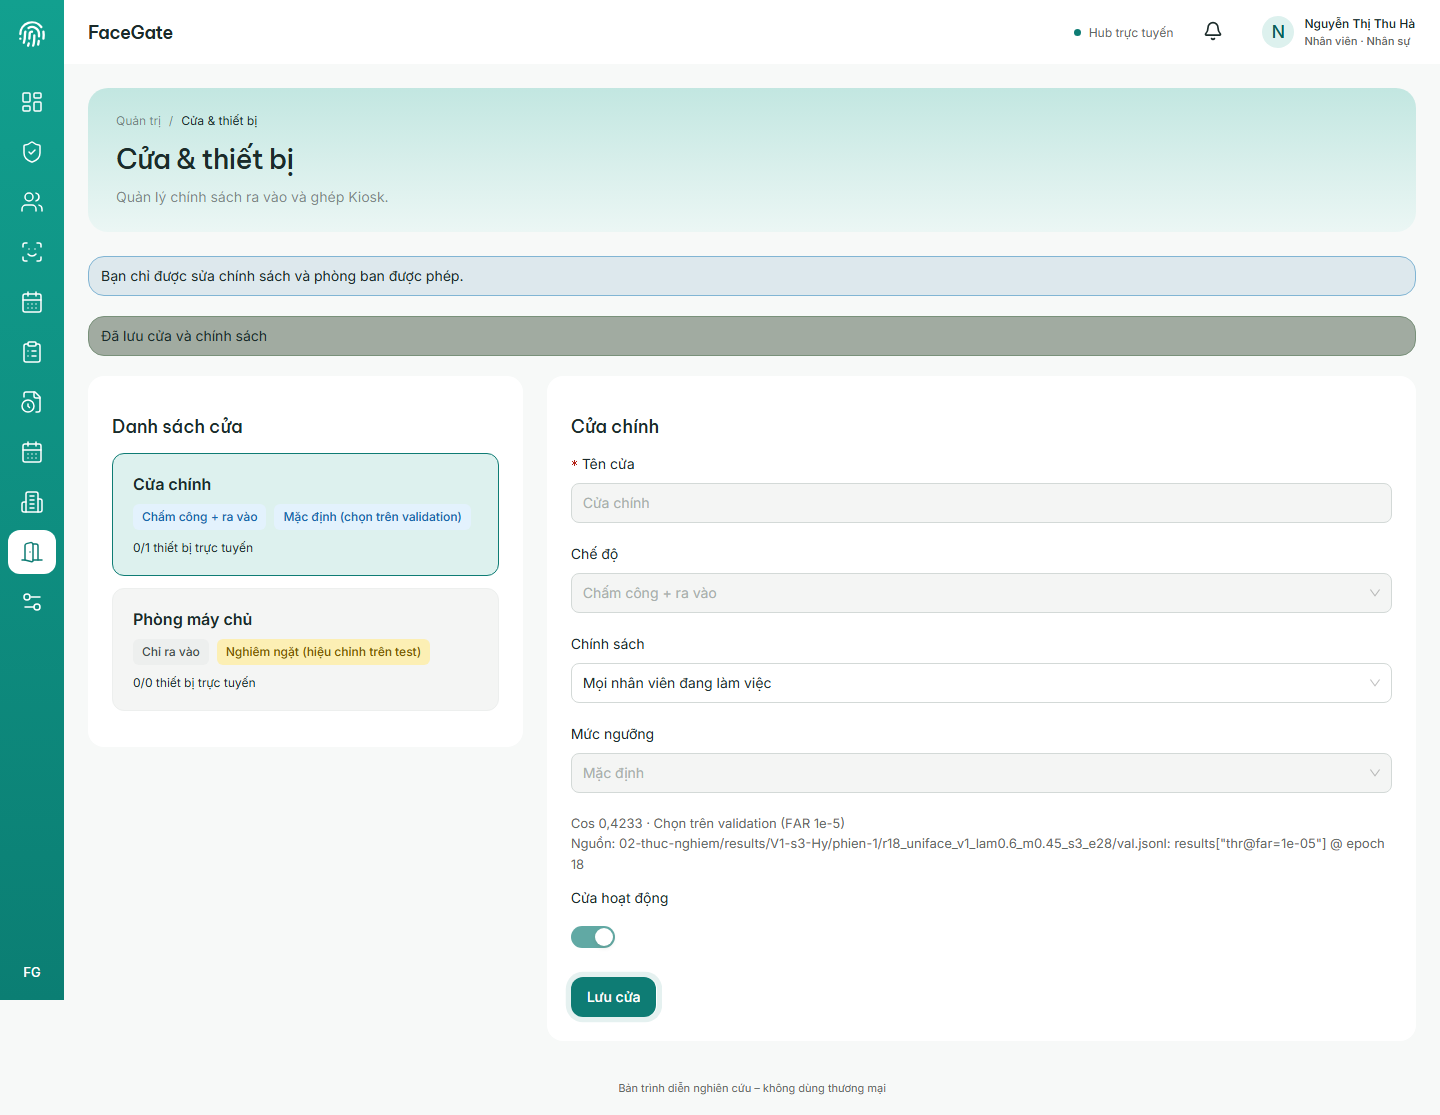 FaceGate
Hub trực tuyến
N
Nguyễn Thị Thu Hà
Nhân viên · Nhân sự
Quản trị / Cửa & thiết bị
Cửa & thiết bị
Quản lý chính sách ra vào và ghép Kiosk.
Bạn chỉ được sửa chính sách và phòng ban được phép.
Đã lưu cửa và chính sách
Danh sách cửa
Cửa chính
Chấm công + ra vào
Mặc định (chọn trên validation)
0/1 thiết bị trực tuyến
Phòng máy chủ
Chỉ ra vào
Nghiêm ngặt (hiệu chỉnh trên test)
0/0 thiết bị trực tuyến
Cửa chính
* Tên cửa
Cửa chính
Chế độ
Chấm công + ra vào
Chính sách
Mọi nhân viên đang làm việc
Mức ngưỡng
Mặc định
Cos 0,4233 · Chọn trên validation (FAR 1e-5)
Nguồn: 02-thuc-nghiem/results/V1-s3-Hy/phien-1/r18_uniface_v1_lam0.6_m0.45_s3_e28/val.jsonl: results["thr@far=1e-05"] @ epoch
18
Cửa hoạt động
Lưu cửa
FG
Bản trình diễn nghiên cứu – không dùng thương mại